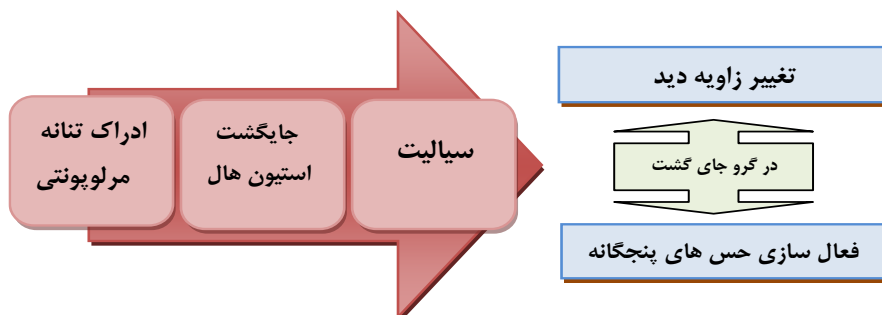 ادراک تنانه
مرلوپونتی
جایگشت
استیون هال
سیالیت
تغییر زاویه دید
در گرو جای گشت
فعال سازی حس های پنجگانه